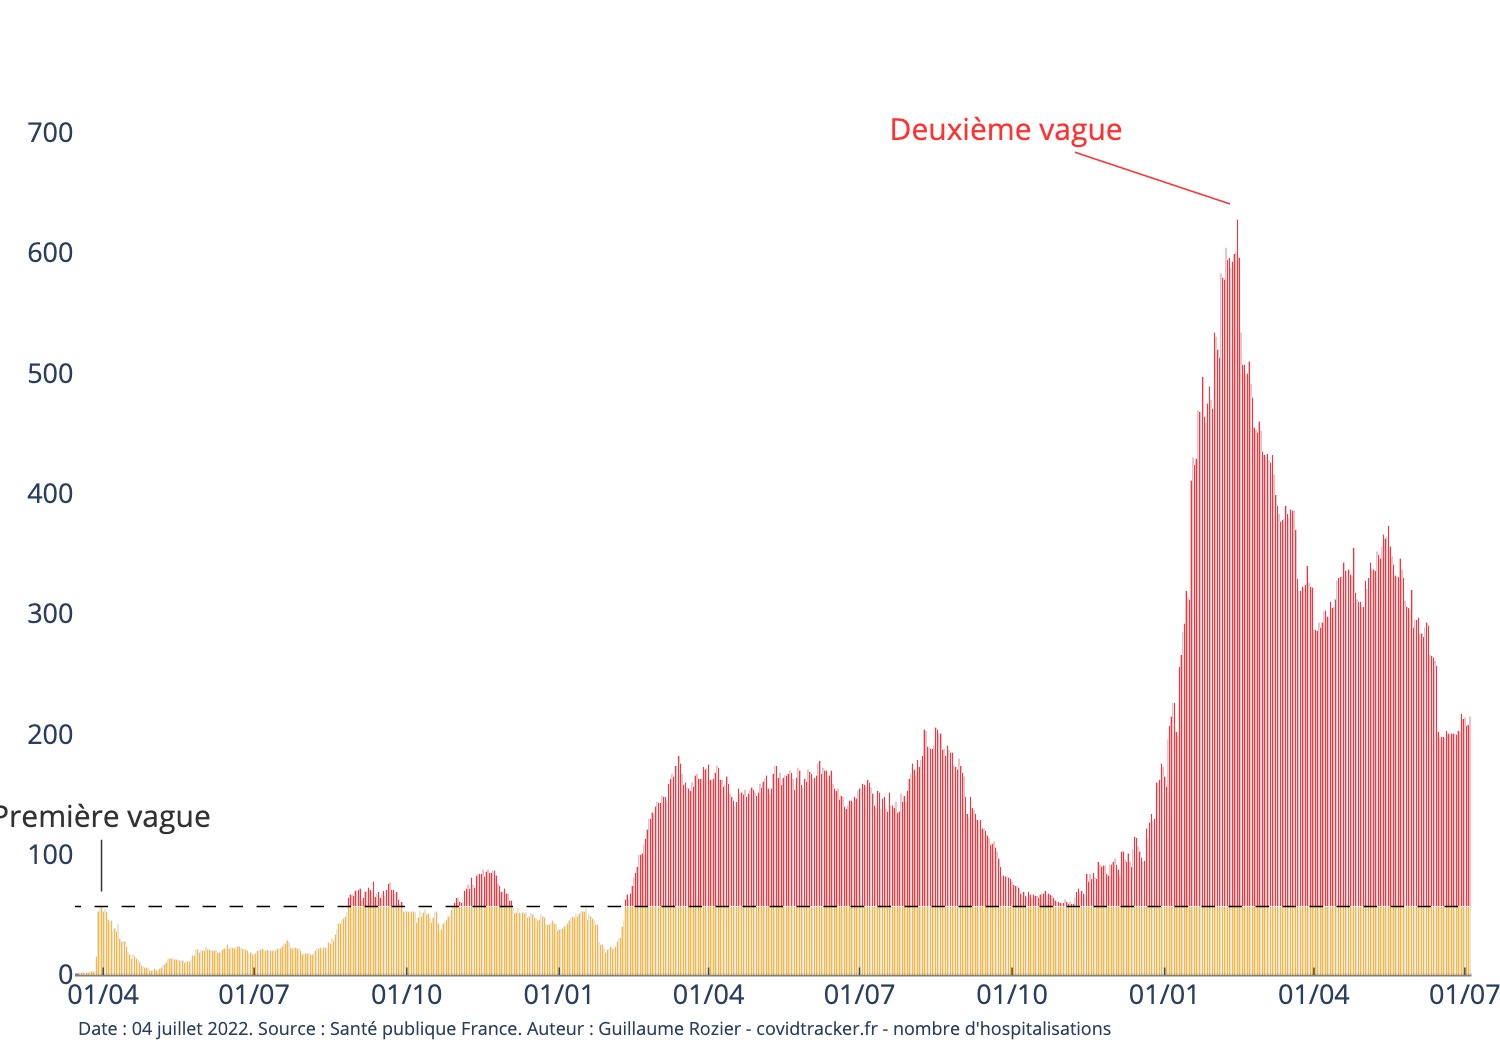 700
Deuxième vague
600
500
400
300
200
Première vague
100
0
01/04 01/07 01/10 01/01 01/04 01/07 01/10 01/01 01/04 01/07
Date : 04 juillet 2022. Source : Santé publique France. Auteur : Guillaume Rozier - covidtracker.fr - nombre d'hospitalisations